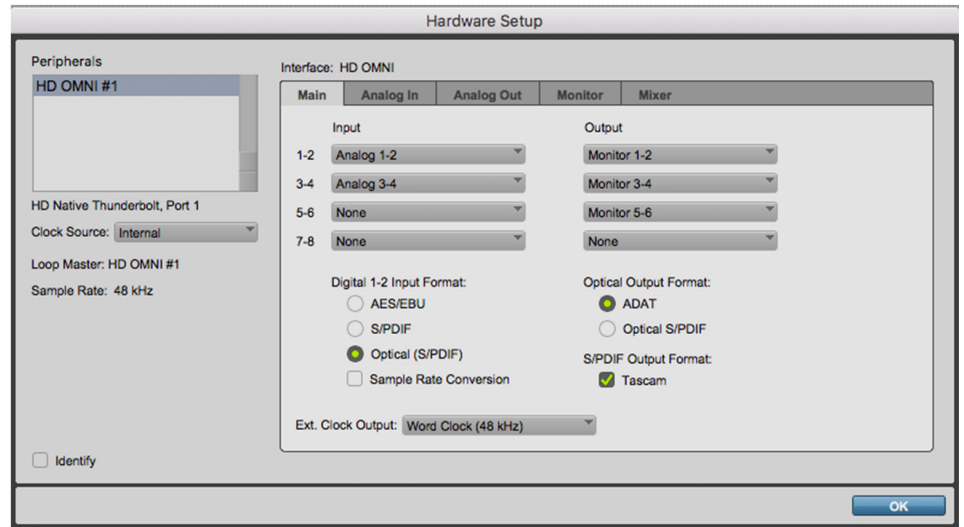 Hardware Setup
Peripherals
HD OMNI #1
HD Native Thunderbolt, Port 1
Clock Source: Internal
Loop Master: HD OMNI #1
Sample Rate: 48 kHz
Identify
Interface: HD OMNI
Main Analog In Analog Out Monitor Mixer
Input Output
1-2 Analog 1-2 Monitor 1-2
3-4 Analog 3-4 Monitor 3-4
5-6 None Monitor 5-6
7-8 None None
Digital 1-2 Input Format:
AES/EBU
S/PDIF
Optical (S/PDIF)
Sample Rate Conversion
Optical Output Format:
ADAT
Optical S/PDIF
S/PDIF Output Format:
Tascam
Ext. Clock Output: Word Clock (48 kHz)
OK